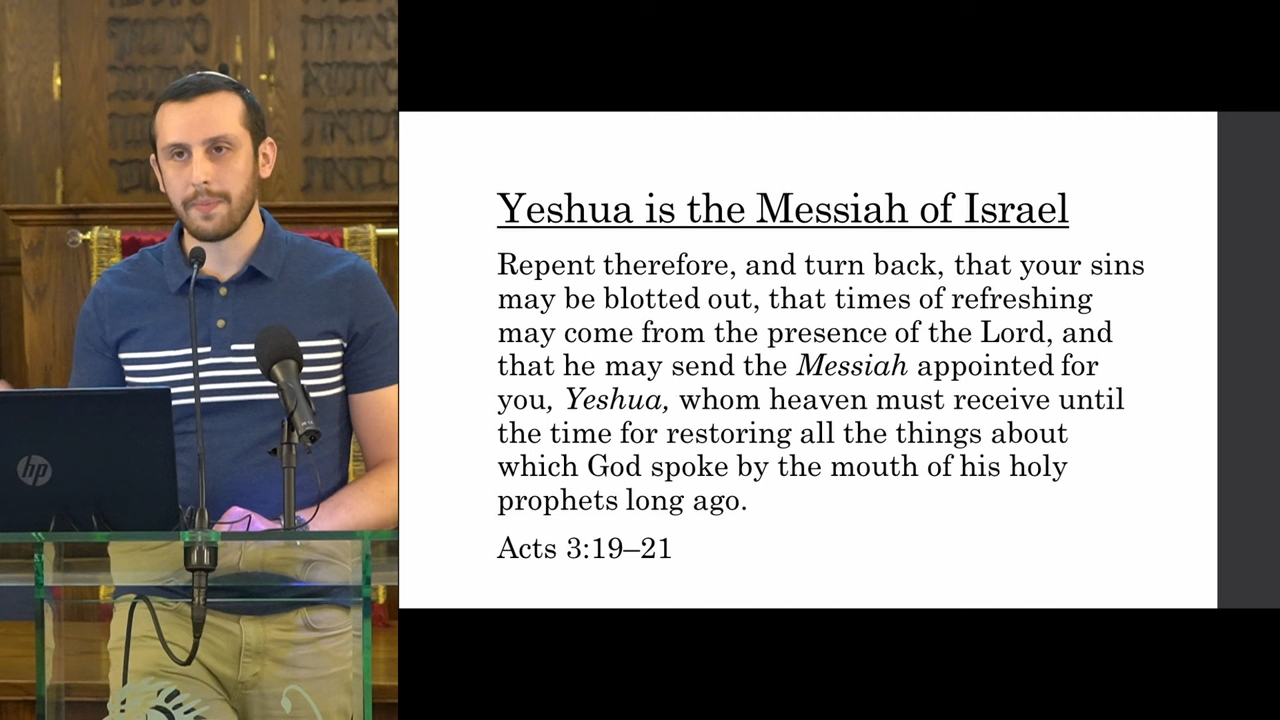 Yeshua is the Messiah of Israel
Repent therefore, and turn back, that your sins
may be blotted out, that times of refreshing
may come from the presence of the Lord, and
that he may send the Messiah appointed for
you, Yeshua, whom heaven must receive until
the time for restoring all the things about
which God spoke by the mouth of his holy
prophets long ago.
Acts 3:19–21
hp